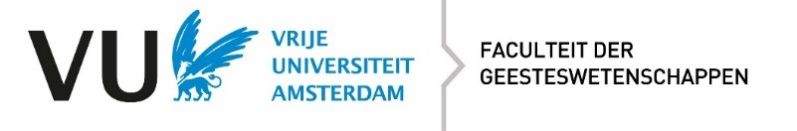 VU
VRIJE
UNIVERSITEIT
AMSTERDAM
FACULTEIT DER
GEESTESWETENSCHAPPEN